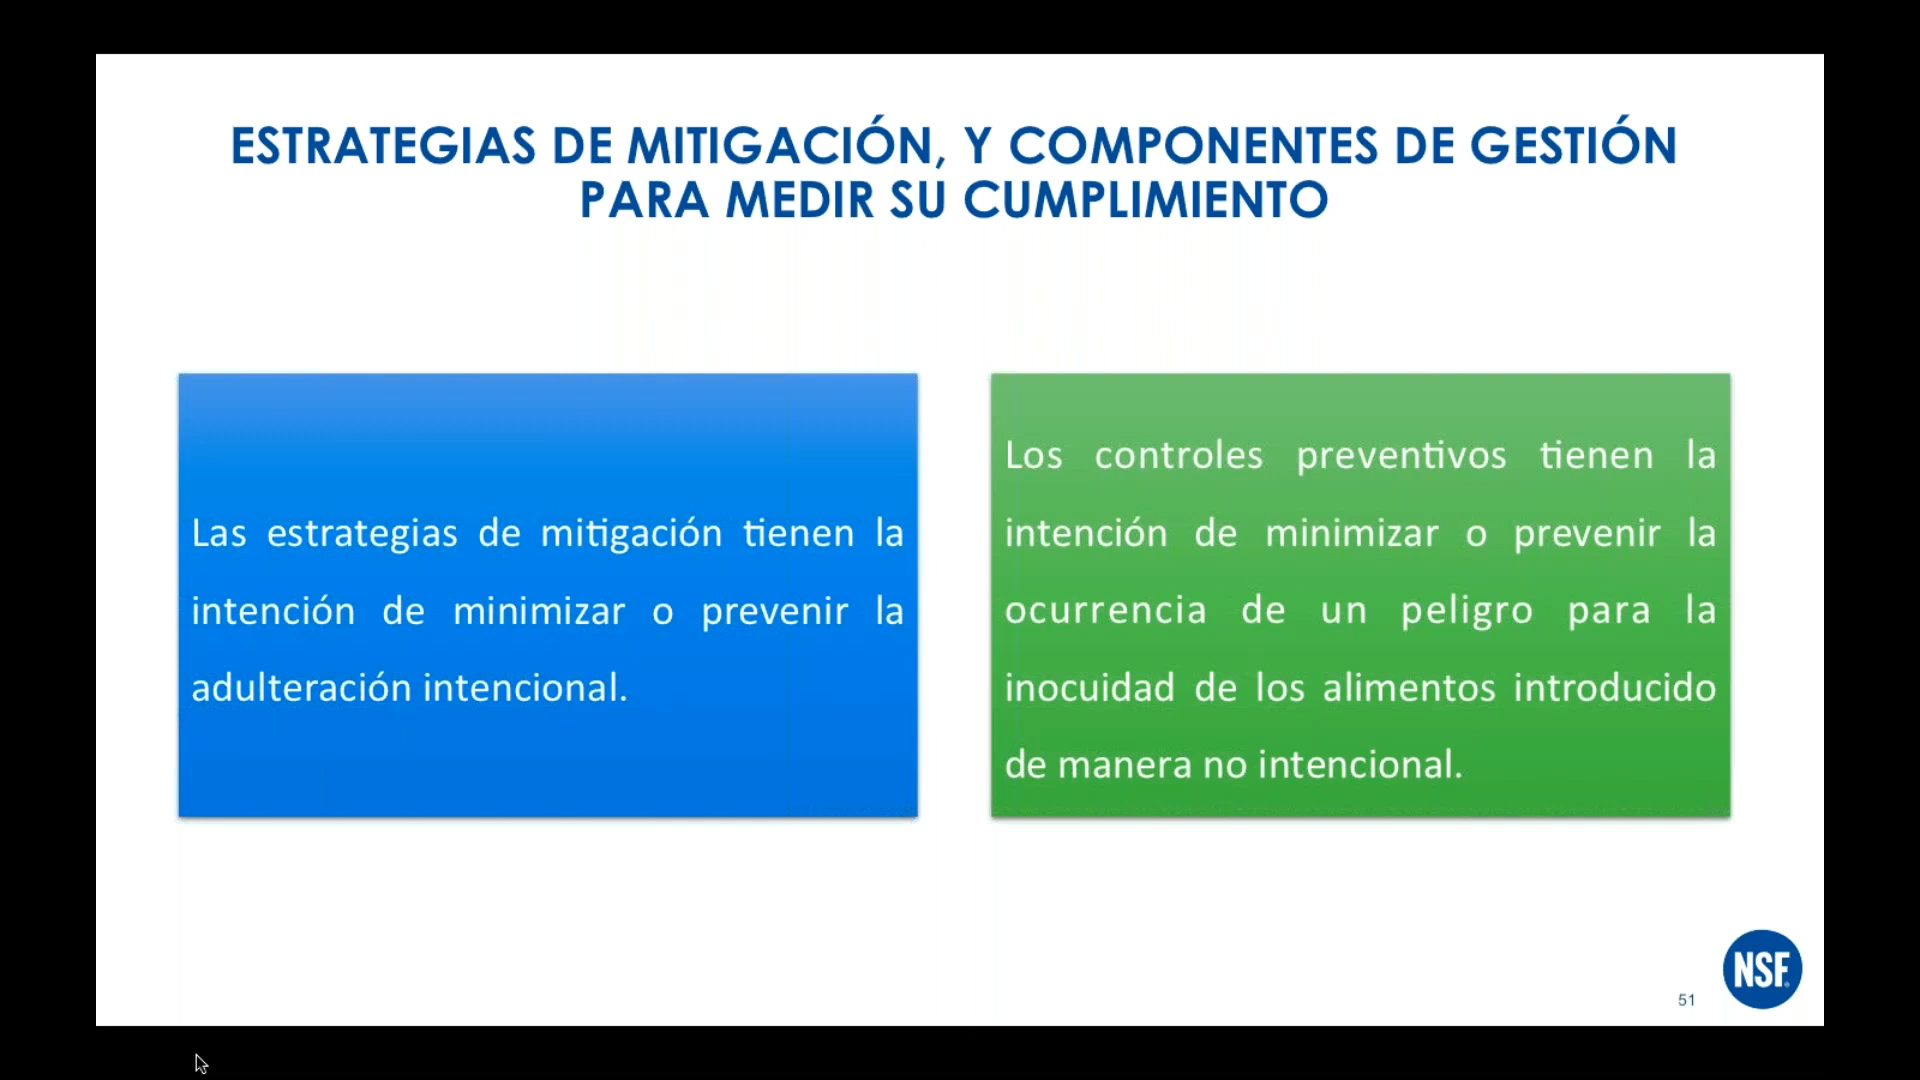 ESTRATEGIAS DE MITIGACIÓN, Y COMPONENTES DE GESTIÓN
PARA MEDIR SU CUMPLIMIENTO
Las estrategias de mitigación tienen la
intención de minimizar o prevenir la
adulteración intencional.
Los controles preventivos tienen la
intención de minimizar o prevenir la
ocurrencia de un peligro para la
inocuidad de los alimentos introducido
de manera no intencional.
51
NSF